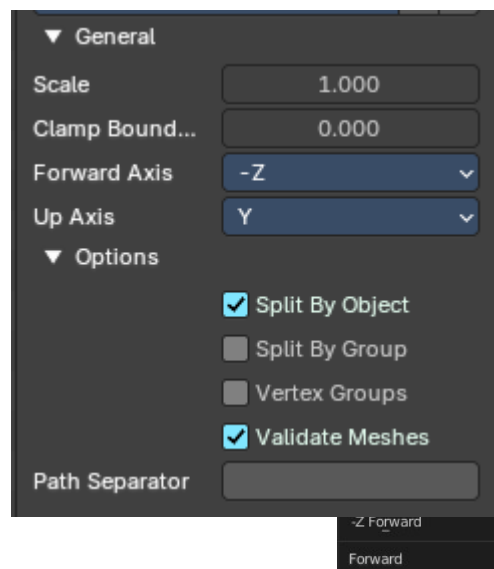 General
Scale 1.000
Clamp Bound... 0.000
Forward Axis -Z
Up Axis Y
Options
Split By Object
Split By Group
Vertex Groups
Validate Meshes
Path Separator
-Z Forward
Forward